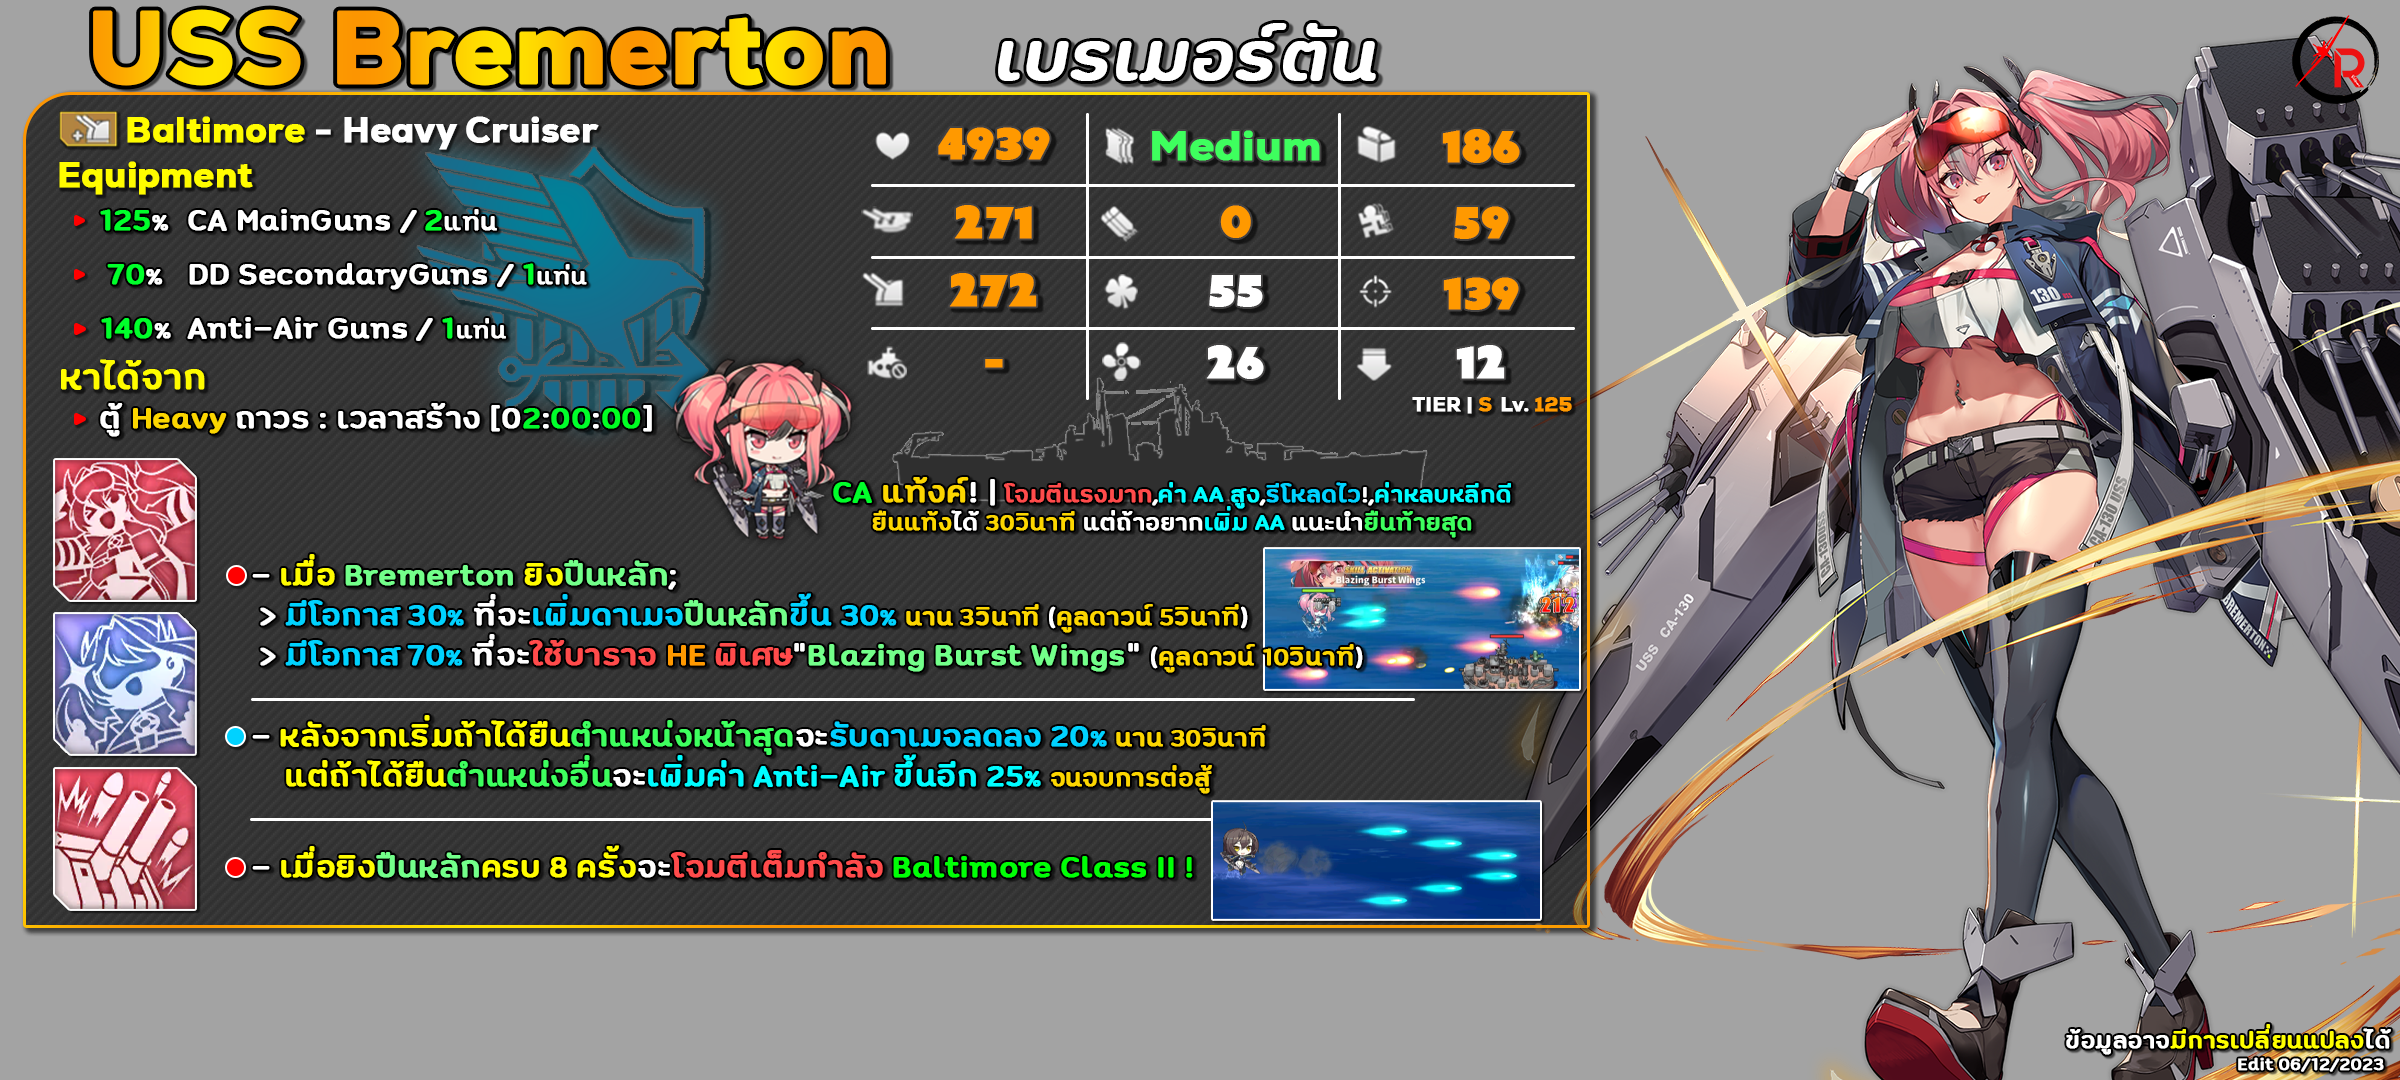 USS Bremerton
เบรเมอร์ตัน
R
Baltimore - Heavy Cruiser
Equipment
125% CA MainGuns / 2แท่น
70% DD SecondaryGuns / 1แท่น
140% Anti-Air Guns / 1แท่น
หาได้จาก
ตู้ Heavy ถาวร : เวลาสร้าง [02:00:00]
4939 Medium 186
271 0 59
272 55 139
- 26 12
TIER | S Lv. 125
CA แท้งค์! | โจมตีแรงมาก,ค่า AA สูง,รีโหลดไว!,ค่าหลบหลีกดี
ยืนแท้งได้ 30วินาที แต่ถ้าอยากเพิ่ม AA แนะนำยืนท้ายสุด
- เมื่อ Bremerton ยิงปืนหลัก;
> มีโอกาส 30% ที่จะเพิ่มดาเมจปืนหลักขึ้น 30% นาน 3วินาที (คูลดาวน์ 5วินาที)
> มีโอกาส 70% ที่จะใช้บาราจ HE พิเศษ"Blazing Burst Wings" (คูลดาวน์ 10วินาที)
SKILL ACTIVATION
Blazing Burst Wings
212
- หลังจากเริ่มถ้าได้ยืนตำแหน่งหน้าสุดจะรับดาเมจลดลง 20% นาน 30วินาที
แต่ถ้าได้ยืนตำแหน่งอื่นจะเพิ่มค่า Anti-Air ขึ้นอีก 25% จนจบการต่อสู้
- เมื่อยิงปืนหลักครบ 8 ครั้งจะโจมตีเต็มกำลัง Baltimore Class II !
130
USS CA-130
CA-130 USS
BREMERTON
ข้อมูลอาจมีการเปลี่ยนแปลงได้
Edit 06/12/2023